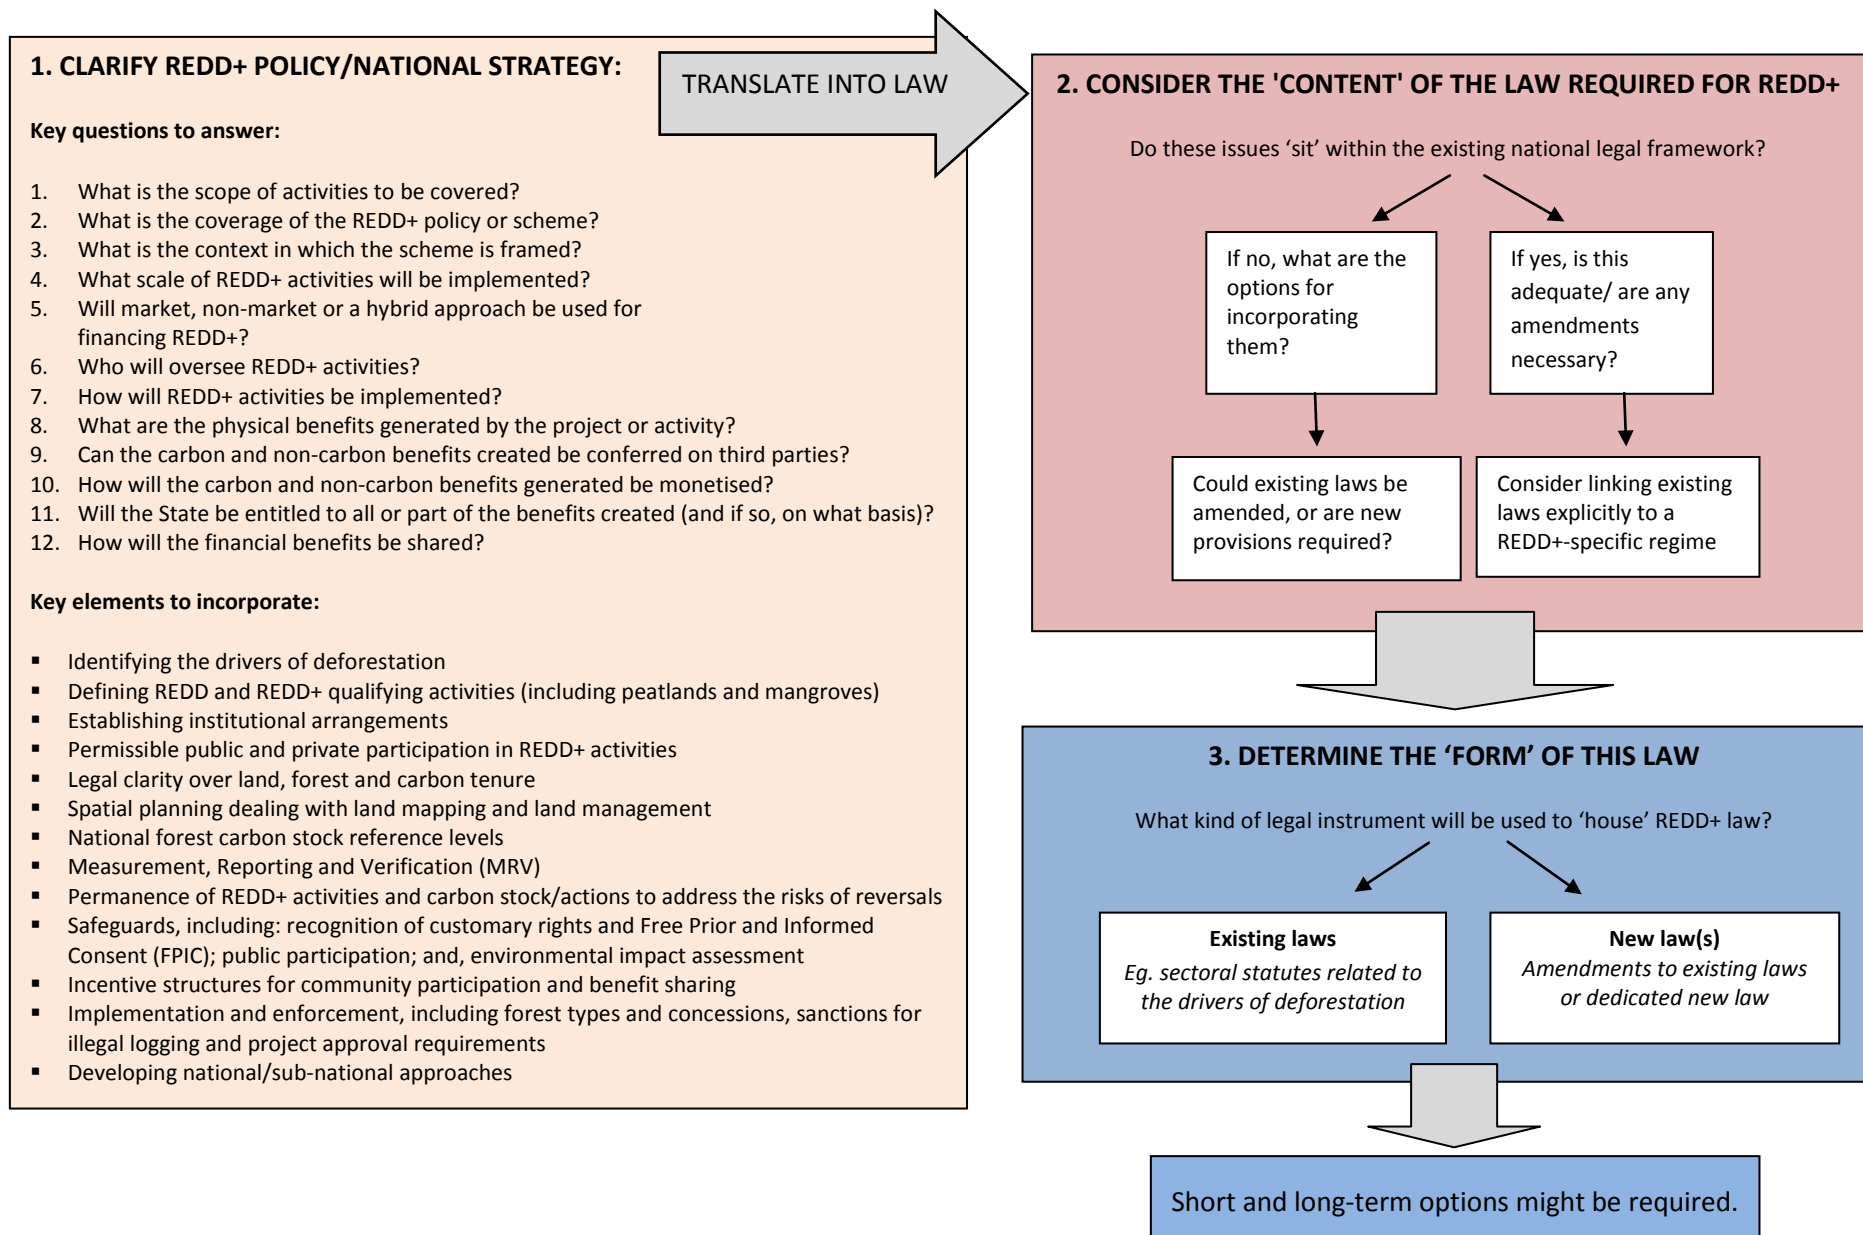 1. CLARIFY REDD+ POLICY/NATIONAL STRATEGY:
Key questions to answer:
1. What is the scope of activities to be covered?
2. What is the coverage of the REDD+ policy or scheme?
3. What is the context in which the scheme is framed?
4. What scale of REDD+ activities will be implemented?
5. Will market, non-market or a hybrid approach be used for
financing REDD+?
6. Who will oversee REDD+ activities?
7. How will REDD+ activities be implemented?
8. What are the physical benefits generated by the project or activity?
9. Can the carbon and non-carbon benefits created be conferred on third parties?
10. How will the carbon and non-carbon benefits generated be monetised?
11. Will the State be entitled to all or part of the benefits created (and if so, on what basis)?
12. How will the financial benefits be shared?
Key elements to incorporate:
▪ Identifying the drivers of deforestation
▪ Defining REDD and REDD+ qualifying activities (including peatlands and mangroves)
▪ Establishing institutional arrangements
▪ Permissible public and private participation in REDD+ activities
▪ Legal clarity over land, forest and carbon tenure
▪ Spatial planning dealing with land mapping and land management
▪ National forest carbon stock reference levels
▪ Measurement, Reporting and Verification (MRV)
▪ Permanence of REDD+ activities and carbon stock/actions to address the risks of reversals
▪ Safeguards, including: recognition of customary rights and Free Prior and Informed
Consent (FPIC); public participation; and, environmental impact assessment
▪ Incentive structures for community participation and benefit sharing
▪ Implementation and enforcement, including forest types and concessions, sanctions for
illegal logging and project approval requirements
▪ Developing national/sub-national approaches
TRANSLATE INTO LAW
2. CONSIDER THE 'CONTENT' OF THE LAW REQUIRED FOR REDD+
Do these issues ‘sit’ within the existing national legal framework?
If no, what are the
options for
incorporating
them?
If yes, is this
adequate/ are any
amendments
necessary?
Could existing laws be
amended, or are new
provisions required?
Consider linking existing
laws explicitly to a
REDD+-specific regime
3. DETERMINE THE ‘FORM’ OF THIS LAW
What kind of legal instrument will be used to ‘house’ REDD+ law?
Existing laws
Eg. sectoral statutes related to
the drivers of deforestation
New law(s)
Amendments to existing laws
or dedicated new law
Short and long-term options might be required.